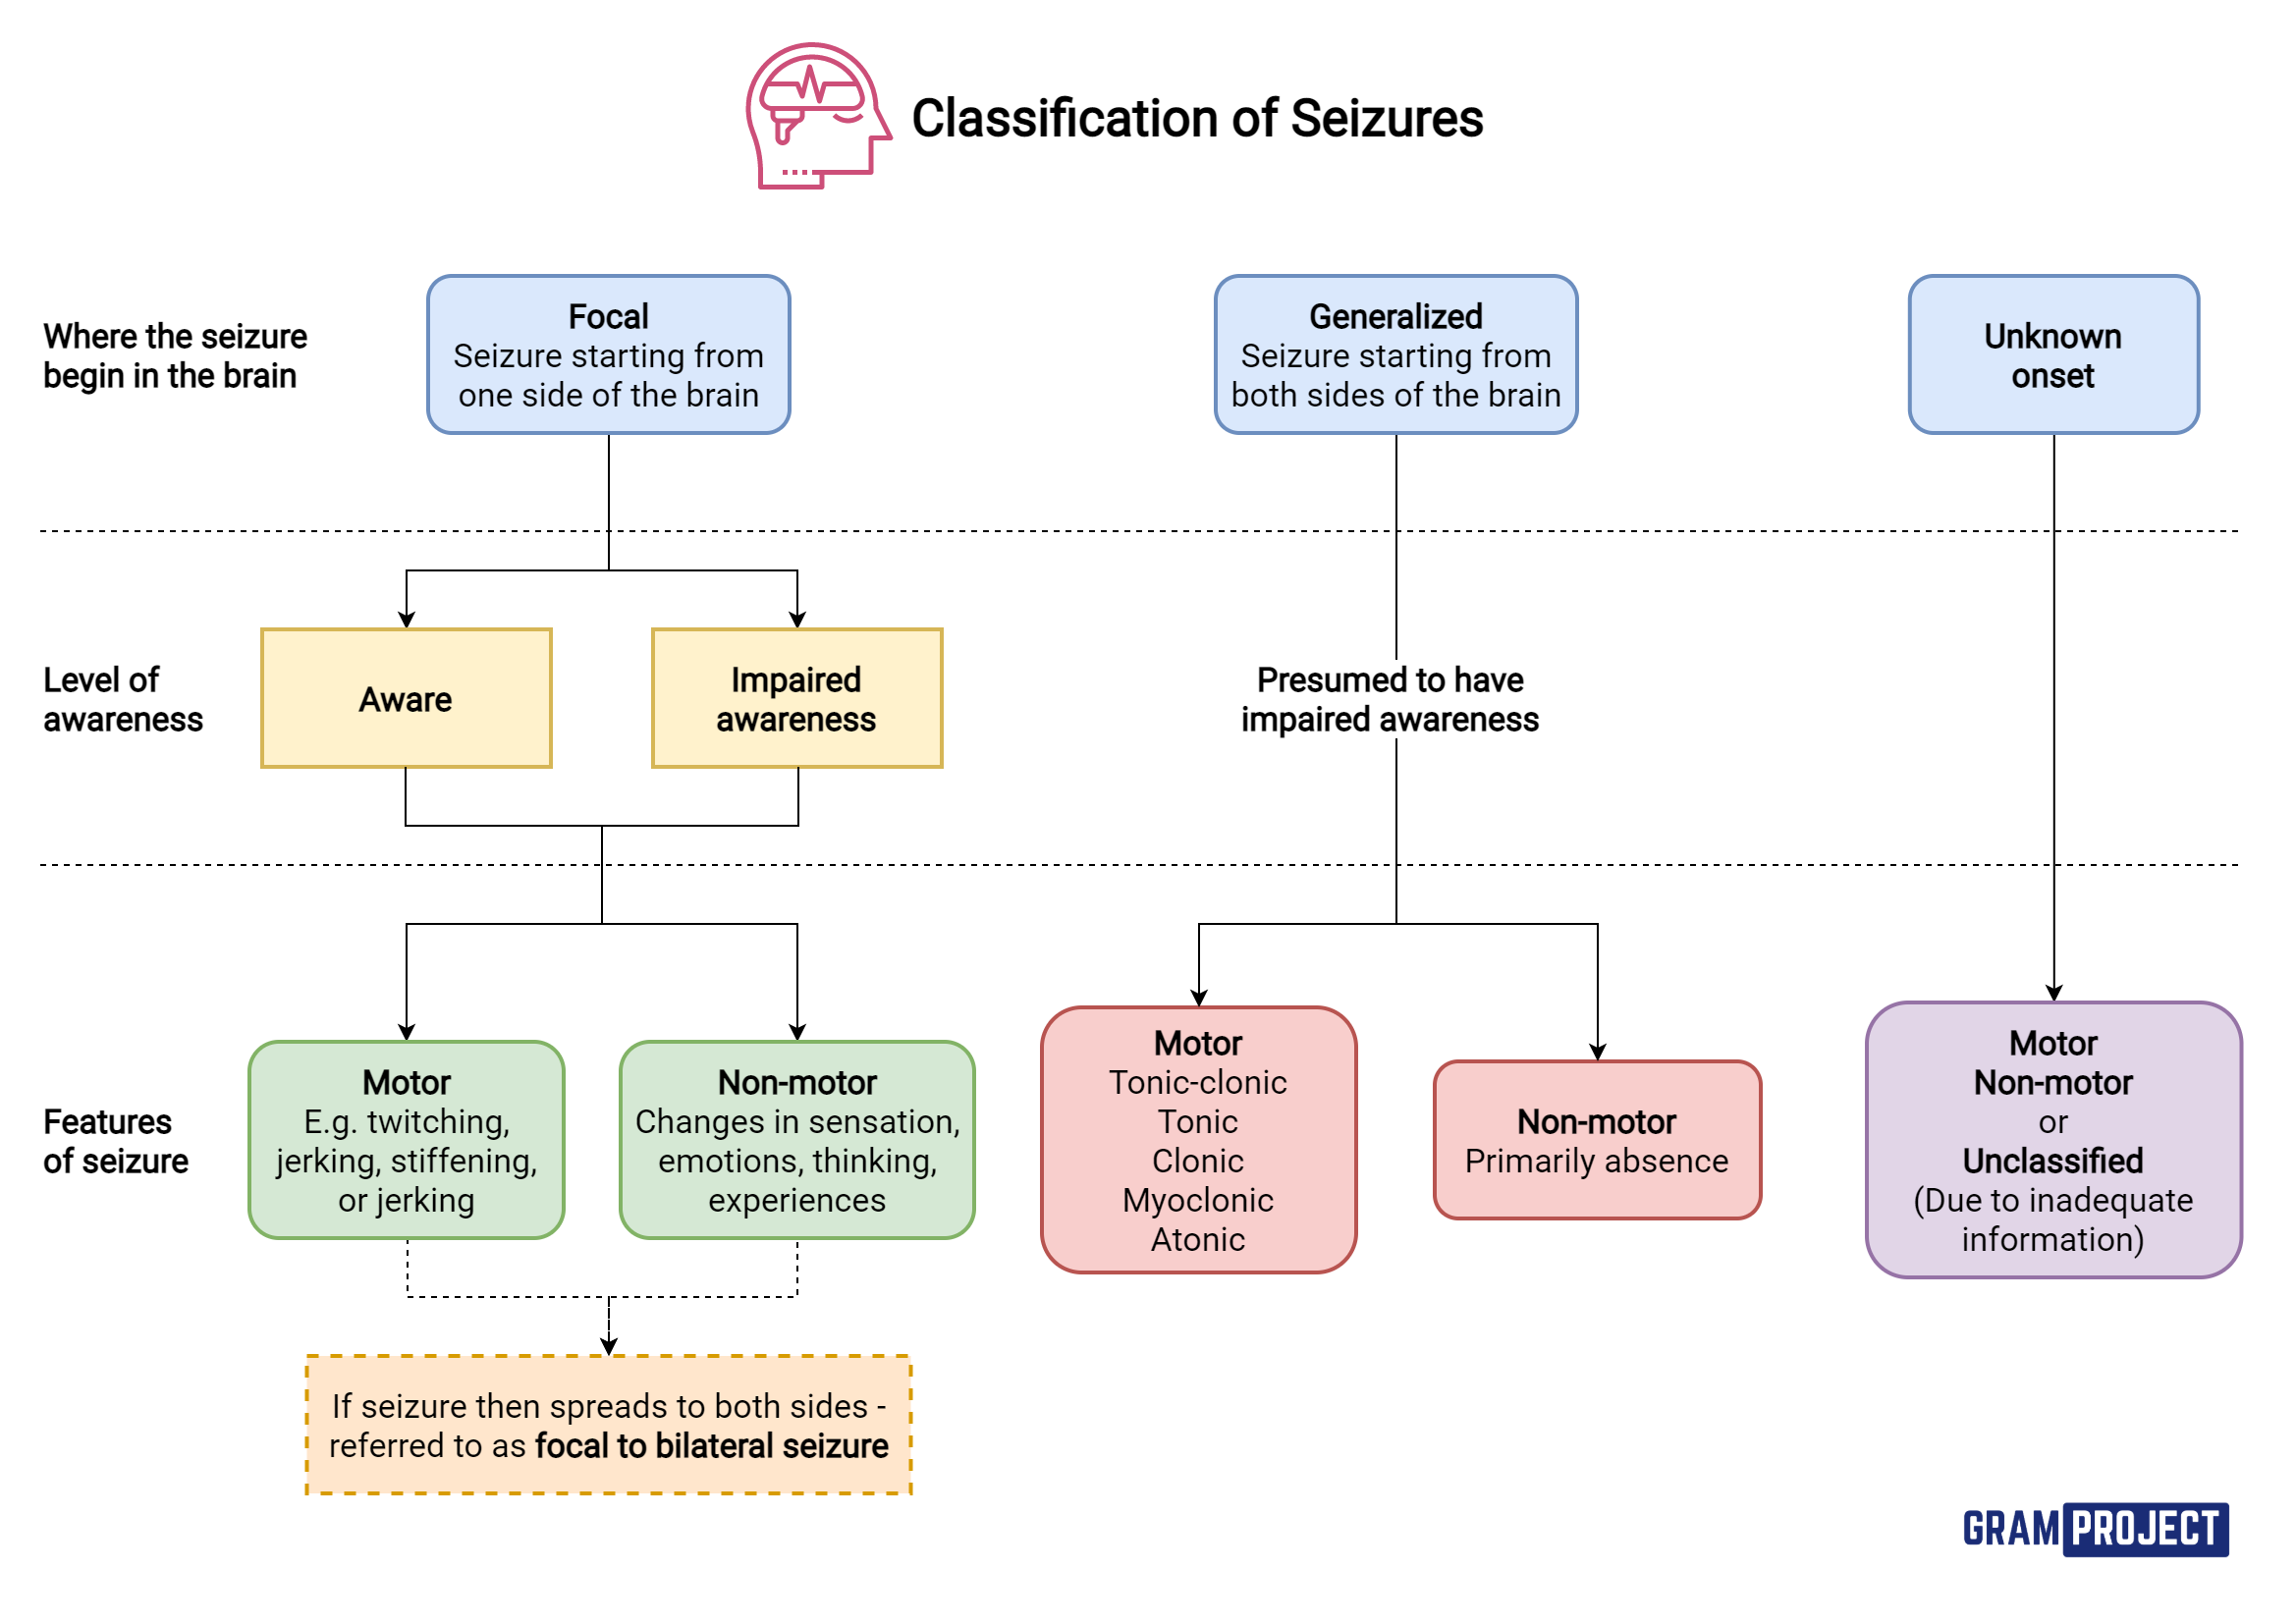 Classification of Seizures
Where the seizure
begin in the brain
Focal
Seizure starting from
one side of the brain
Generalized
Seizure starting from
both sides of the brain
Unknown
onset
Level of
awareness
Aware
Impaired
awareness
Presumed to have
impaired awareness
Features
of seizure
Motor
E.g. twitching,
jerking, stiffening,
or jerking
Non-motor
Changes in sensation,
emotions, thinking,
experiences
Motor
Tonic-clonic
Tonic
Clonic
Myoclonic
Atonic
Non-motor
Primarily absence
Motor
Non-motor
or
Unclassified
(Due to inadequate
information)
If seizure then spreads to both sides -
referred to as focal to bilateral seizure
GRAM PROJECT